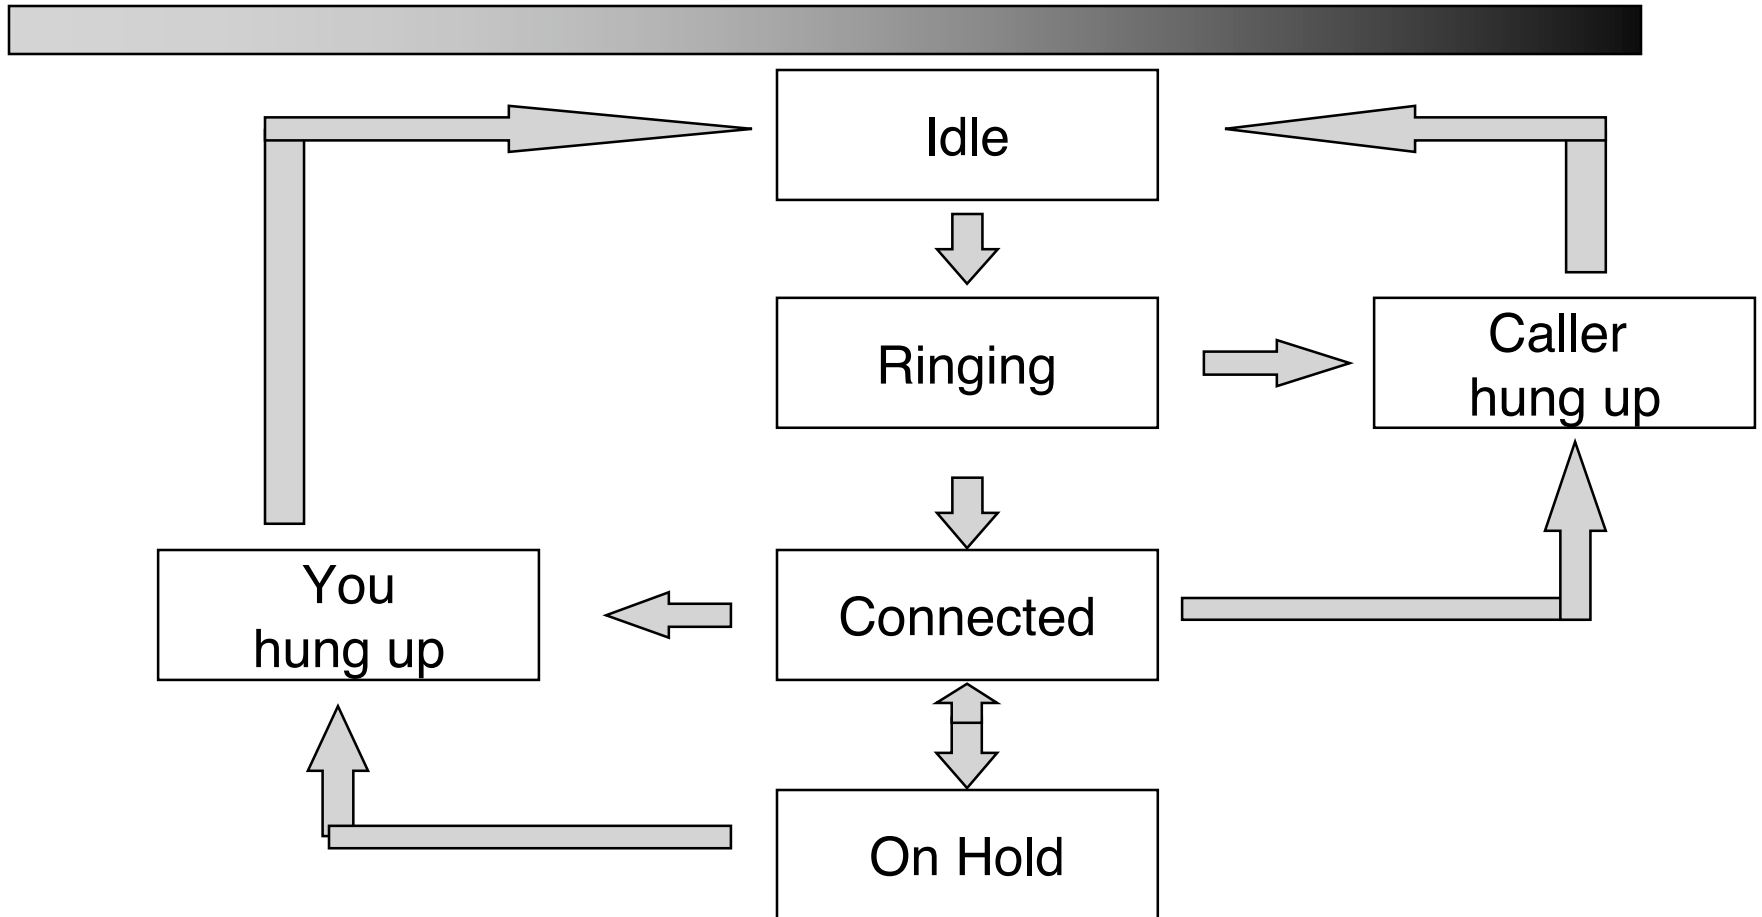 Idle
Ringing
Caller
hung up
You
hung up
Connected
On Hold